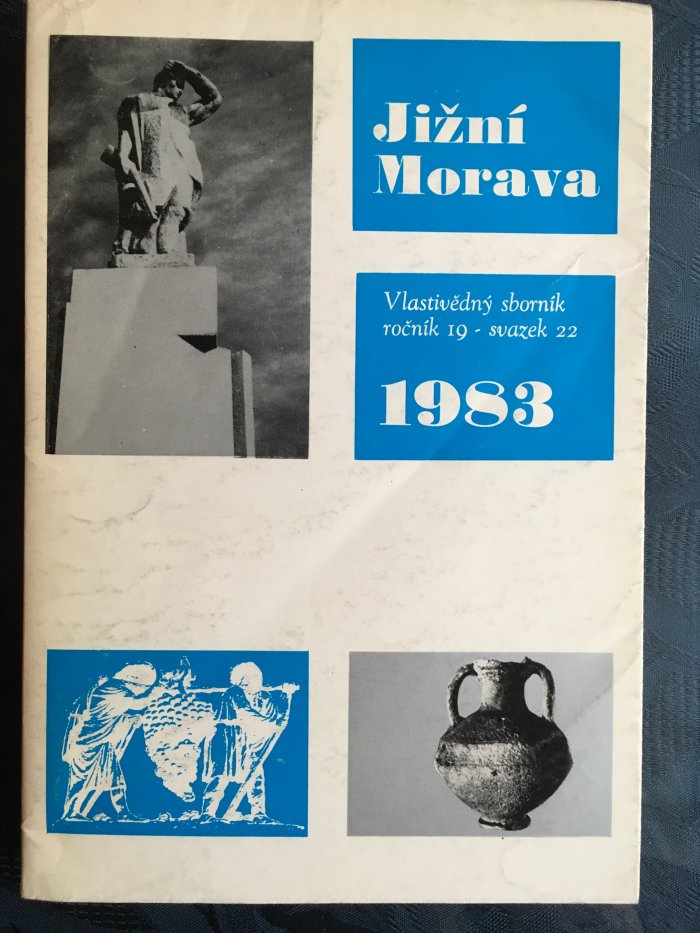 Jižní
Morava
Vlastivědný sborník
ročník 19 - svazek 22
1983